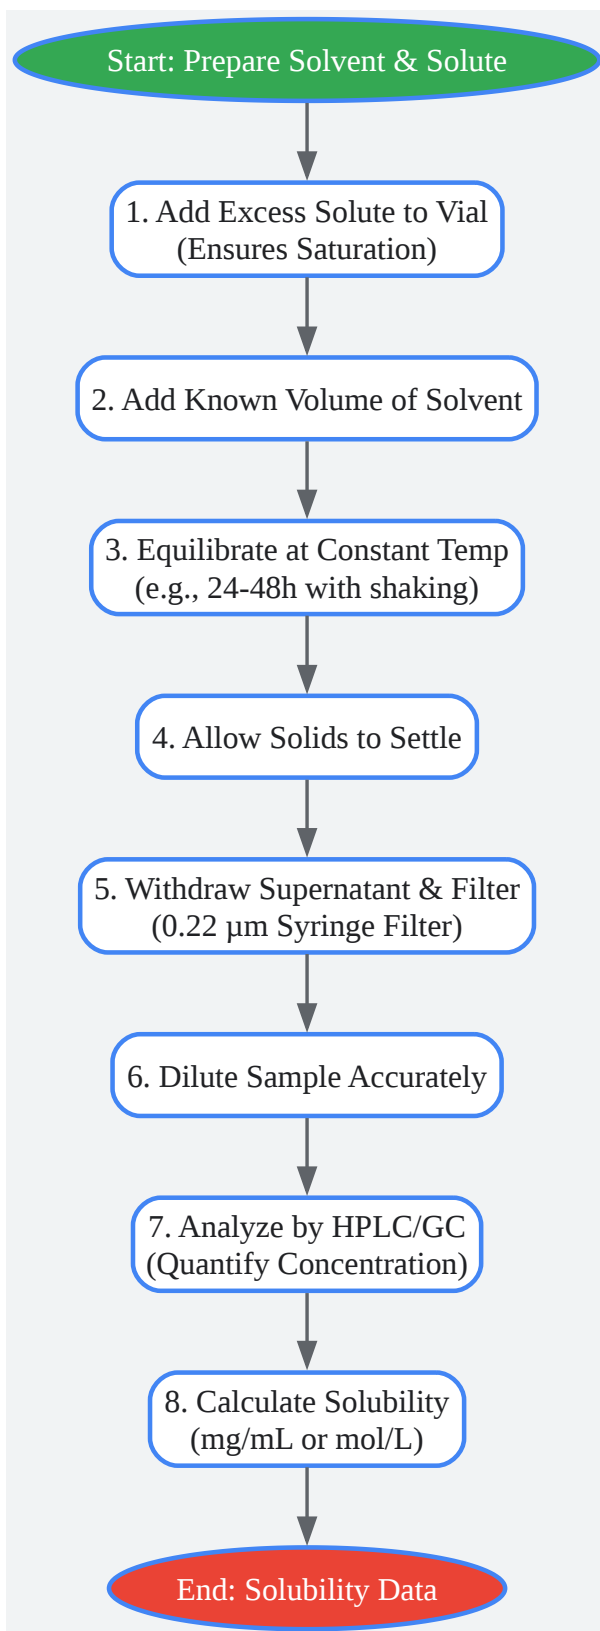 Start: Prepare Solvent & Solute
1. Add Excess Solute to Vial
(Ensures Saturation)
2. Add Known Volume of Solvent
3. Equilibrate at Constant Temp
(e.g., 24-48h with shaking)
4. Allow Solids to Settle
5. Withdraw Supernatant & Filter
(0.22 µm Syringe Filter)
6. Dilute Sample Accurately
7. Analyze by HPLC/GC
(Quantify Concentration)
8. Calculate Solubility
(mg/mL or mol/L)
End: Solubility Data